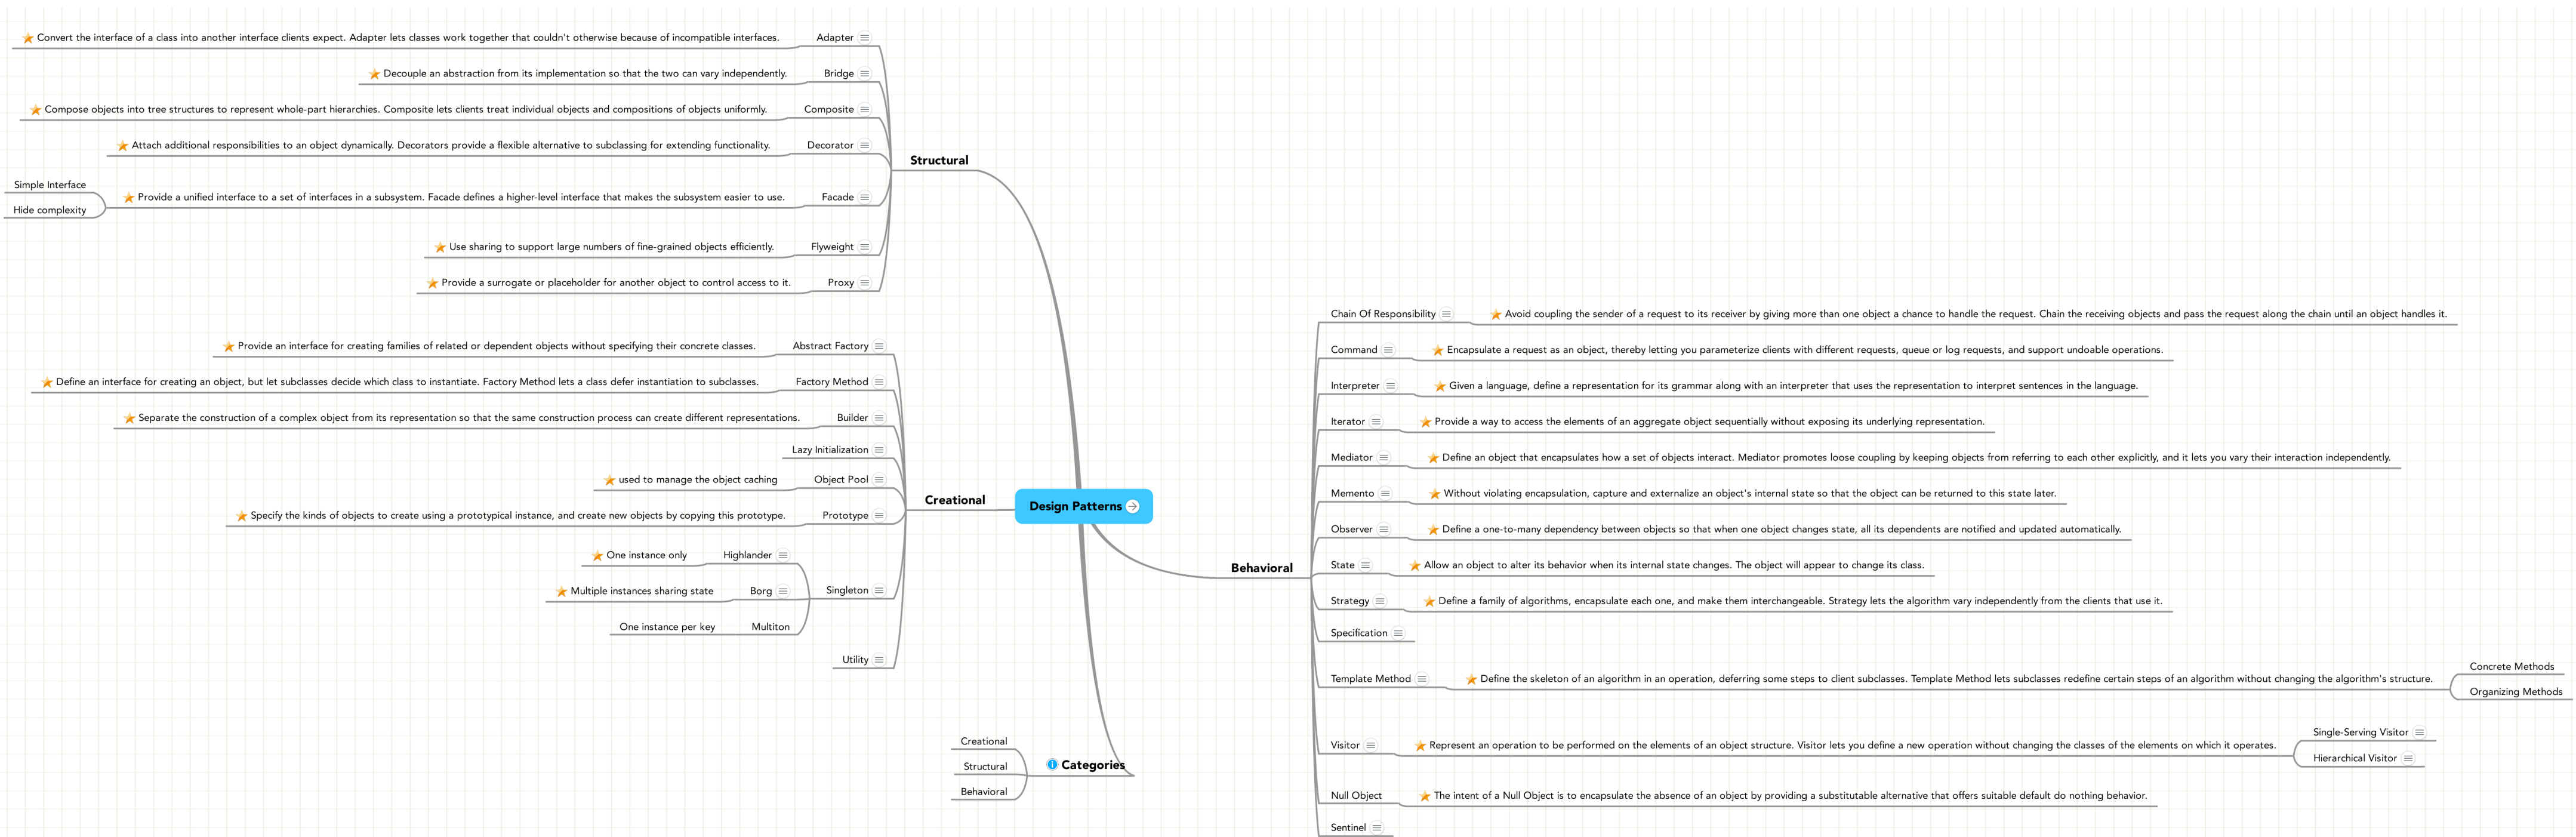 Design Patterns
Structural
Adapter
Convert the interface of a class into another interface clients expect. Adapter lets classes work together that couldn't otherwise because of incompatible interfaces.
Bridge
Decouple an abstraction from its implementation so that the two can vary independently.
Composite
Compose objects into tree structures to represent whole-part hierarchies. Composite lets clients treat individual objects and compositions of objects uniformly.
Decorator
Attach additional responsibilities to an object dynamically. Decorators provide a flexible alternative to subclassing for extending functionality.
Facade
Provide a unified interface to a set of interfaces in a subsystem. Facade defines a higher-level interface that makes the subsystem easier to use.
Simple Interface
Hide complexity
Flyweight
Use sharing to support large numbers of fine-grained objects efficiently.
Proxy
Provide a surrogate or placeholder for another object to control access to it.
Creational
Abstract Factory
Provide an interface for creating families of related or dependent objects without specifying their concrete classes.
Factory Method
Define an interface for creating an object, but let subclasses decide which class to instantiate. Factory Method lets a class defer instantiation to subclasses.
Builder
Separate the construction of a complex object from its representation so that the same construction process can create different representations.
Lazy Initialization
Object Pool
used to manage the object caching
Prototype
Specify the kinds of objects to create using a prototypical instance, and create new objects by copying this prototype.
Singleton
Highlander
One instance only
Borg
Multiple instances sharing state
Multiton
One instance per key
Utility
Categories
Creational
Structural
Behavioral
Behavioral
Chain Of Responsibility
Avoid coupling the sender of a request to its receiver by giving more than one object a chance to handle the request. Chain the receiving objects and pass the request along the chain until an object handles it.
Command
Encapsulate a request as an object, thereby letting you parameterize clients with different requests, queue or log requests, and support undoable operations.
Interpreter
Given a language, define a representation for its grammar along with an interpreter that uses the representation to interpret sentences in the language.
Iterator
Provide a way to access the elements of an aggregate object sequentially without exposing its underlying representation.
Mediator
Define an object that encapsulates how a set of objects interact. Mediator promotes loose coupling by keeping objects from referring to each other explicitly, and it lets you vary their interaction independently.
Memento
Without violating encapsulation, capture and externalize an object's internal state so that the object can be returned to this state later.
Observer
Define a one-to-many dependency between objects so that when one object changes state, all its dependents are notified and updated automatically.
State
Allow an object to alter its behavior when its internal state changes. The object will appear to change its class.
Strategy
Define a family of algorithms, encapsulate each one, and make them interchangeable. Strategy lets the algorithm vary independently from the clients that use it.
Specification
Template Method
Define the skeleton of an algorithm in an operation, deferring some steps to client subclasses. Template Method lets subclasses redefine certain steps of an algorithm without changing the algorithm's structure.
Concrete Methods
Organizing Methods
Visitor
Represent an operation to be performed on the elements of an object structure. Visitor lets you define a new operation without changing the classes of the elements on which it operates.
Single-Serving Visitor
Hierarchical Visitor
Null Object
The intent of a Null Object is to encapsulate the absence of an object by providing a substitutable alternative that offers suitable default do nothing behavior.
Sentinel